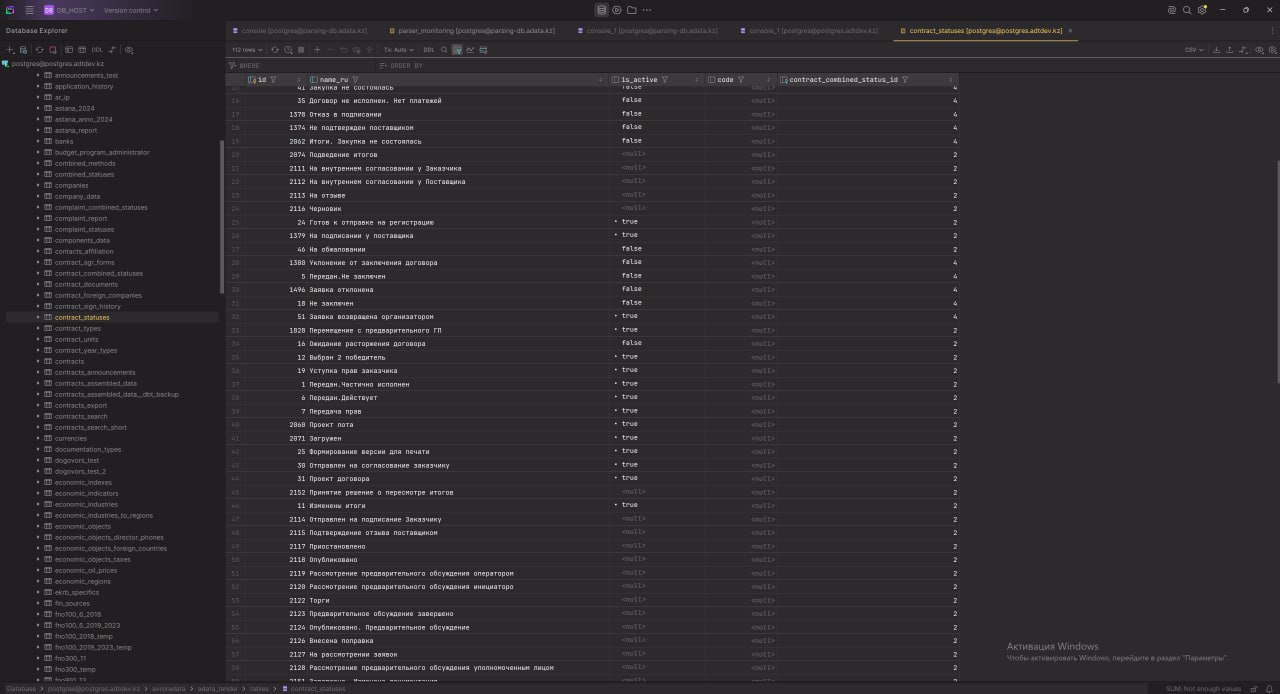 DB DB_HOST Version control
Database Explorer
console [postgres@parsing-db.adata.kz] parser_monitoring [postgres@parsing-db.adata.kz] console_1 [postgres@parsing-db.adata.kz] console_1 [postgres@postgres.adtdev.kz] contract_statuses [postgres@postgres.adtdev.kz]
DDL
112 rows Tx: Auto DDL CSV
WHERE ORDER BY
id name_ru is_active code contract_combined_status_id
postgres@postgres.adtdev.kz
announcements_test
application_history
ar_ip
astana_2024
astana_anno_2024
astana_report
banks
budget_program_administrator
combined_methods
combined_statuses
companies
company_data
complaint_combined_statuses
complaint_report
complaint_statuses
components_data
contacts_affiliation
contract_agr_forms
contract_combined_statuses
contract_documents
contract_foreign_companies
contract_sign_history
contract_statuses
contract_types
contract_units
contract_year_types
contracts
contracts_announcements
contracts_assembled_data
contracts_assembled_data__dbt_backup
contracts_export
contracts_search
contracts_search_short
currencies
documentation_types
dogovors_test
dogovors_test_2
economic_indexes
economic_indicators
economic_industries
economic_industries_to_regions
economic_objects
economic_objects_director_phones
economic_objects_foreign_countries
economic_objects_taxes
economic_oil_prices
economic_regions
ekrb_specifics
fin_sources
fno100_6_2018
fno100_6_2019_2023
fno100_2018_temp
fno100_2019_2023_temp
fno300_11
fno300_temp
fno910_13
15 41 Закупка не состоялась false <null> 4
16 35 Договор не исполнен. Нет платежей false <null> 4
17 1378 Отказ в подписании false <null> 4
18 1374 Не подтвержден поставщиком false <null> 4
19 2062 Итоги. Закупка не состоялась false <null> 4
20 2074 Подведение итогов <null> <null> 2
21 2111 На внутреннем согласовании у Заказчика <null> <null> 2
22 2112 На внутреннем согласовании у Поставщика <null> <null> 2
23 2113 На отзыве <null> <null> 2
24 2116 Черновик <null> <null> 2
25 24 Готов к отправке на регистрацию • true <null> 2
26 1379 На подписании у поставщика • true <null> 2
27 46 На обжаловании false <null> 2
28 1380 Уклонение от заключения договора false <null> 4
29 5 Передан.Не заключен false <null> 4
30 1496 Заявка отклонена false <null> 4
31 18 Не заключен false <null> 4
32 51 Заявка возвращена организатором • true <null> 4
33 1020 Перемещение с предварительного ГП • true <null> 2
34 16 Ожидание расторжения договора false <null> 2
35 12 Выбран 2 победитель • true <null> 2
36 19 Уступка прав заказчика • true <null> 2
37 1 Передан.Частично исполнен • true <null> 2
38 6 Передан.Действует • true <null> 2
39 7 Передача прав • true <null> 2
40 2060 Проект лота • true <null> 2
41 2071 Загружен • true <null> 2
42 25 Формирование версии для печати • true <null> 2
43 30 Отправлен на согласование заказчику • true <null> 2
44 31 Проект договора • true <null> 2
45 2152 Принятие решение о пересмотре итогов <null> <null> 2
46 11 Изменены итоги • true <null> 2
47 2114 Отправлен на подписание Заказчику <null> <null> 2
48 2115 Подтверждение отзыва поставщиком <null> <null> 2
49 2117 Приостановлено <null> <null> 2
50 2118 Опубликовано <null> <null> 2
51 2119 Рассмотрение предварительного обсуждения оператором <null> <null> 2
52 2120 Рассмотрение предварительного обсуждения инициатора <null> <null> 2
53 2122 Торги <null> <null> 2
54 2123 Предварительное обсуждение завершено <null> <null> 2
55 2124 Опубликовано. Предварительное обсуждение <null> <null> 2
56 2126 Внесена поправка <null> <null> 2
57 2127 На рассмотрении заявок <null> <null> 2
58 2128 Рассмотрение предварительного обсуждения уполномоченным лицом <null> <null> 2
Активация Windows
Чтобы активировать Windows, перейдите в раздел "Параметры".
Database > postgres@postgres.adtdev.kz > avroradata > adata_tender > tables > contract_statuses SUM: Not enough values